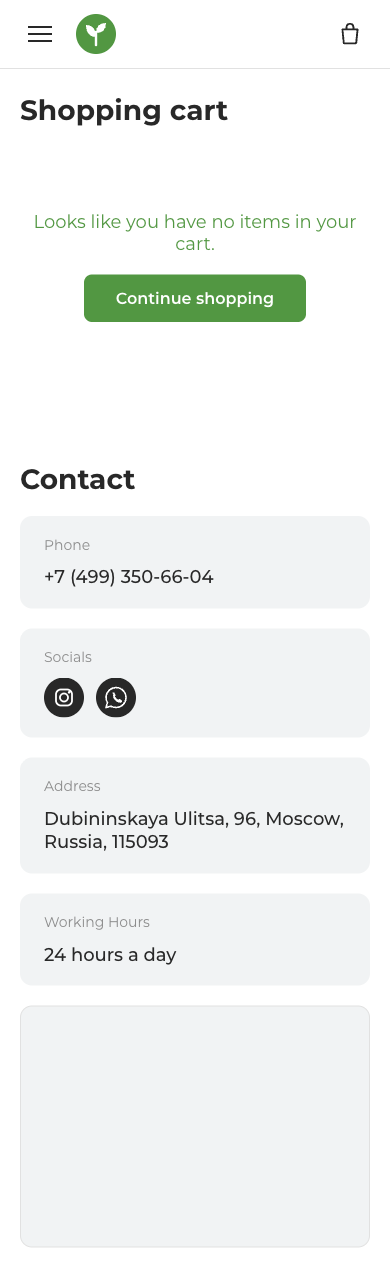 Shopping cart
Looks like you have no items in your
cart.
Continue shopping
Contact
Phone
+7 (499) 350-66-04
Socials
Address
Dubininskaya Ulitsa, 96, Moscow,
Russia, 115093
Working Hours
24 hours a day